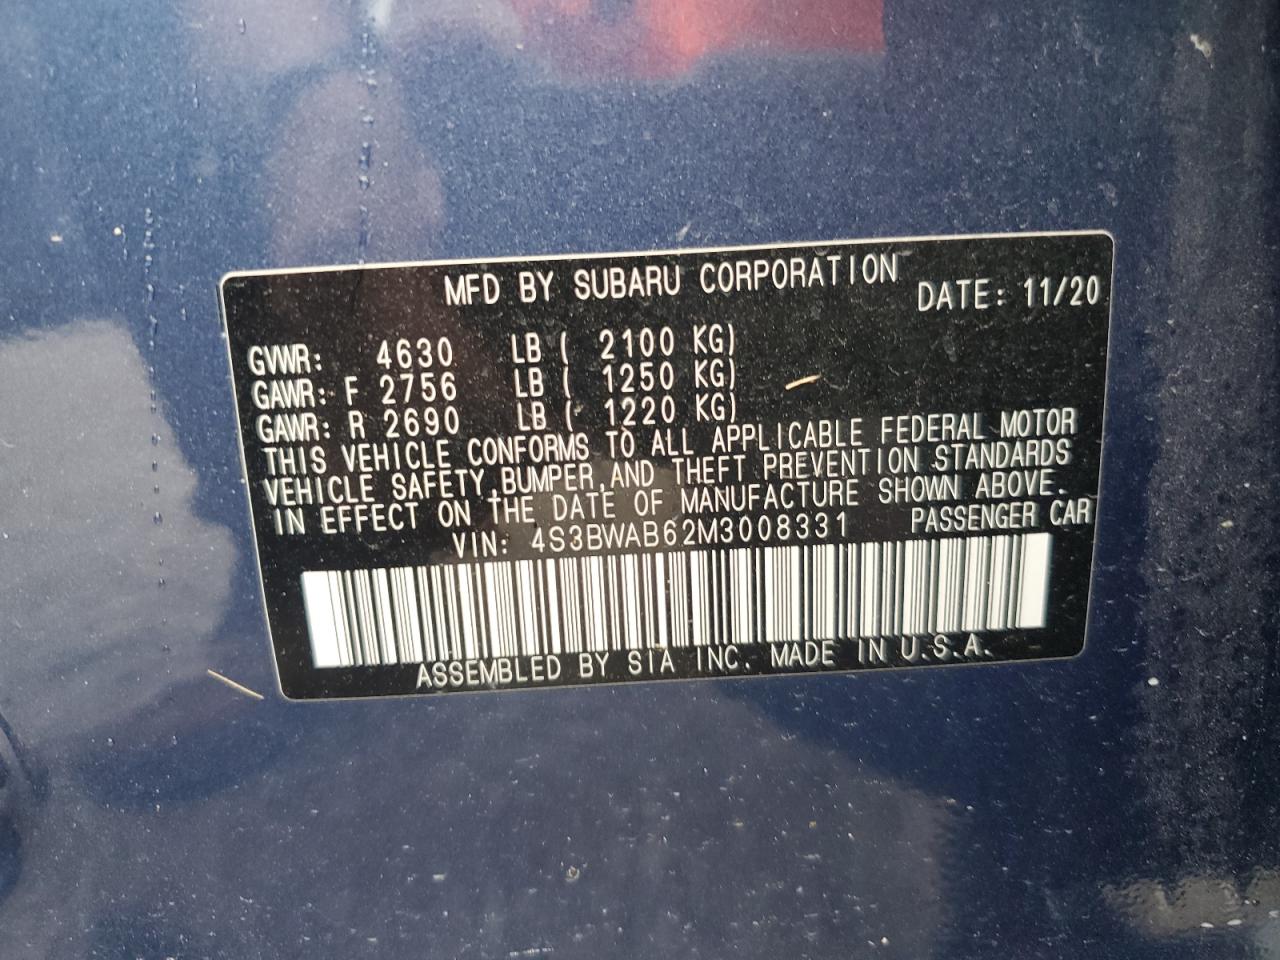 MFD BY SUBARU CORPORATION DATE: 11/20
GVWR: 4630 LB ( 2100 KG)
GAWR: F 2756 LB ( 1250 KG)
GAWR: R 2690 LB ( 1220 KG)
THIS VEHICLE CONFORMS TO ALL APPLICABLE FEDERAL MOTOR
VEHICLE SAFETY,BUMPER,AND THEFT PREVENTION STANDARDS
IN EFFECT ON THE DATE OF MANUFACTURE SHOWN ABOVE.
VIN: 4S3BWAB62M3008331 PASSENGER CAR
ASSEMBLED BY SIA INC. MADE IN U.S.A.